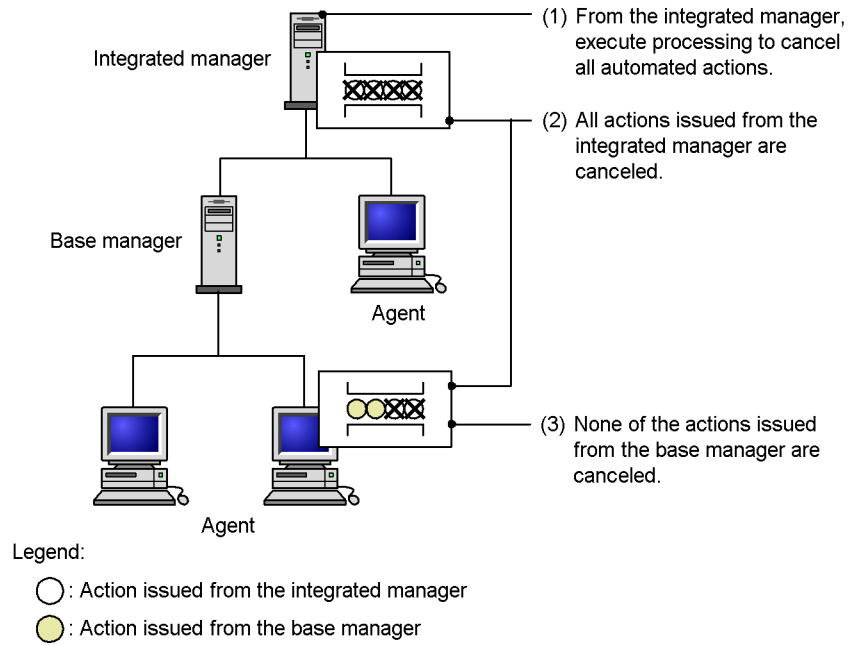 Integrated manager
(1) From the integrated manager,
execute processing to cancel
all automated actions.
(2) All actions issued from the
integrated manager are
canceled.
Base manager
Agent
(3) None of the actions issued
from the base manager are
canceled.
Agent
Legend:
: Action issued from the integrated manager
: Action issued from the base manager